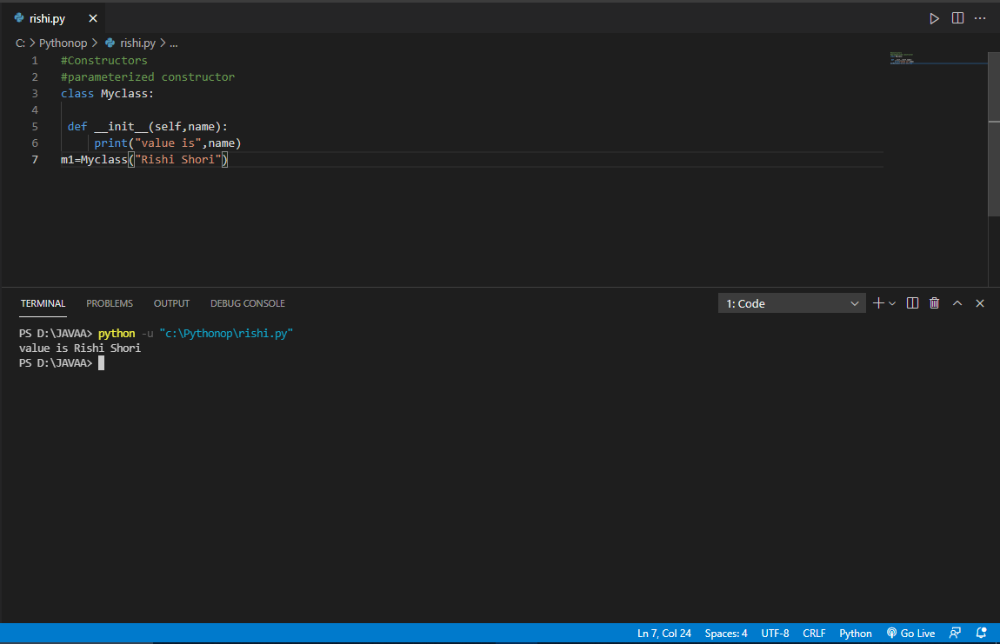 rishi.py
C: > Pythonop > rishi.py > ...
1 #Constructors
2 #parameterized constructor
3 class Myclass:
4
5 def __init__(self,name):
6 print("value is",name)
7 m1=Myclass("Rishi Shori")
TERMINAL PROBLEMS OUTPUT DEBUG CONSOLE 1: Code
PS D:\JAVAA> python -u "c:\Pythonop\rishi.py"
value is Rishi Shori
PS D:\JAVAA>
Ln 7, Col 24 Spaces: 4 UTF-8 CRLF Python Go Live